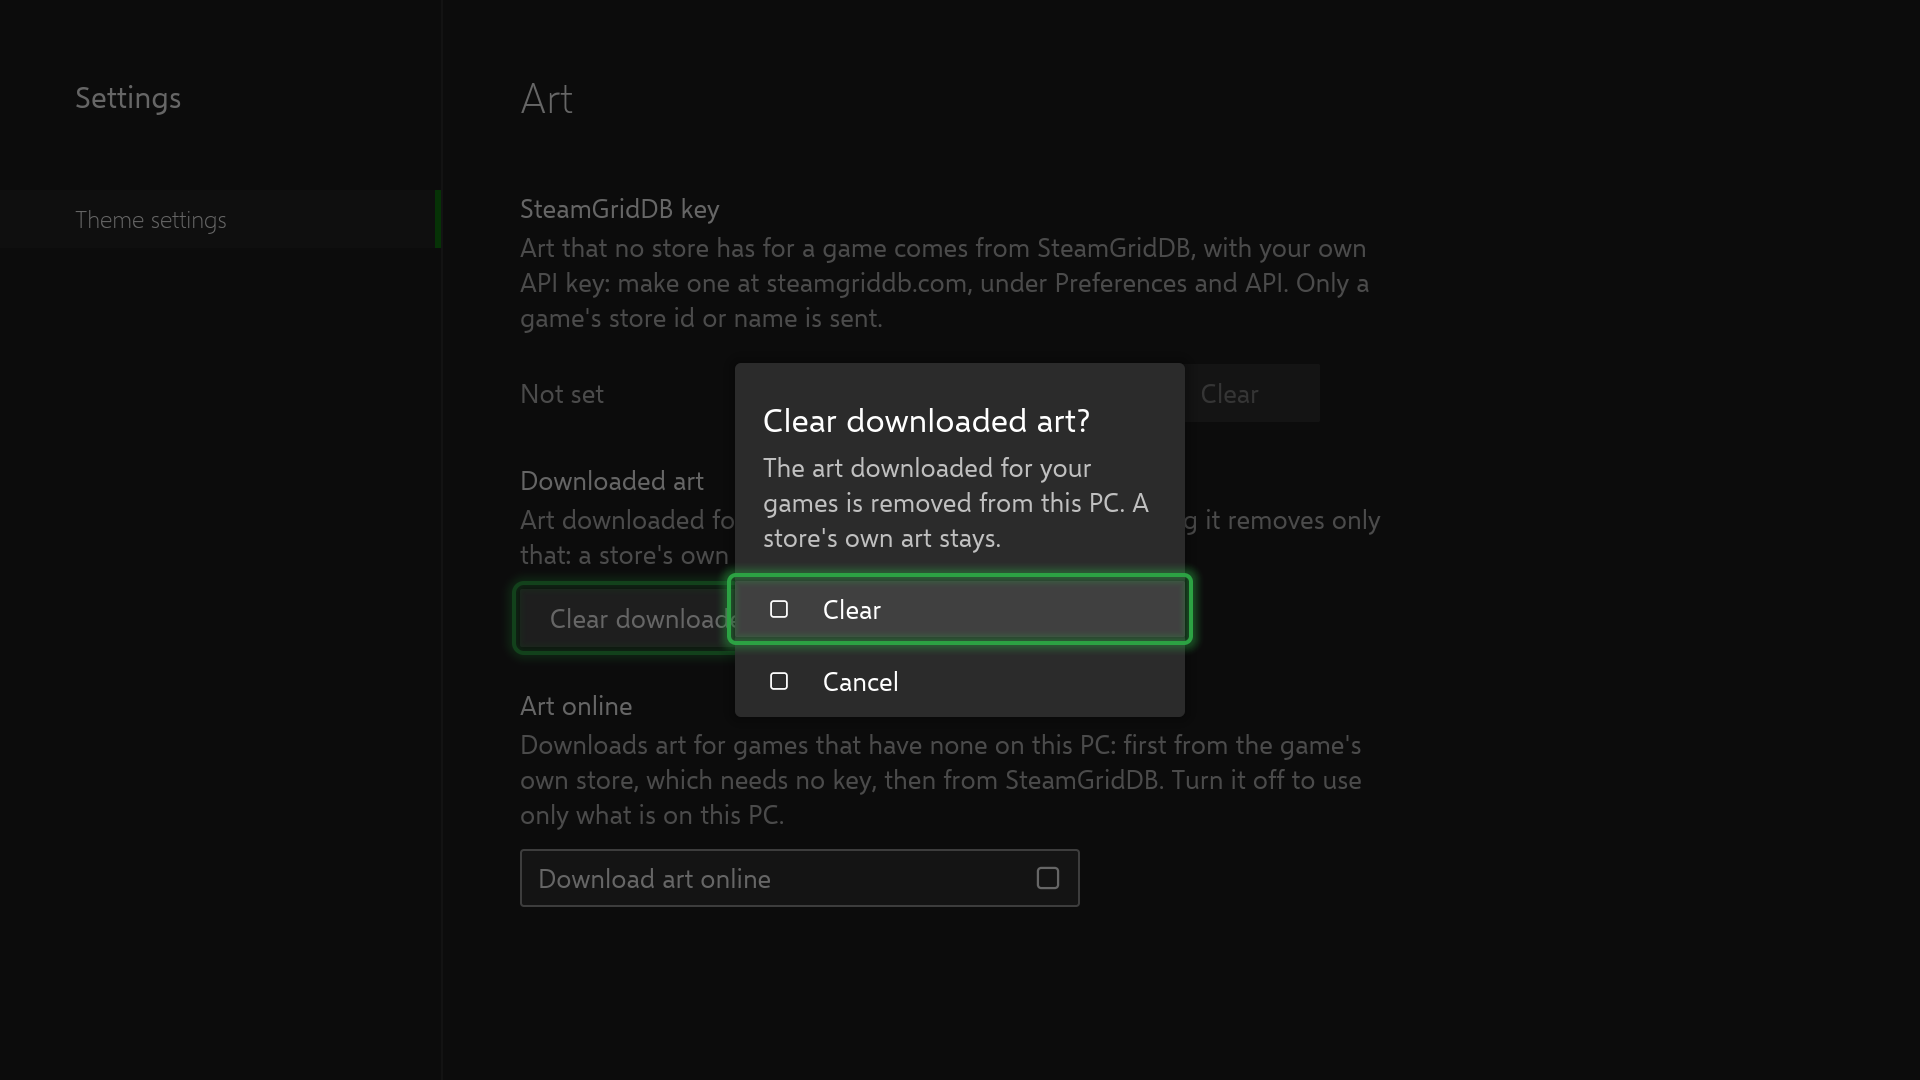 Settings
Theme settings
Art
SteamGridDB key
Art that no store has for a game comes from SteamGridDB, with your own
API key: make one at steamgriddb.com, under Preferences and API. Only a
game's store id or name is sent.
Not set
Clear
Downloaded art
Art downloaded fo
g it removes only
that: a store's own
Clear downloade
Clear downloaded art?
The art downloaded for your
games is removed from this PC. A
store's own art stays.
Clear
Cancel
Art online
Downloads art for games that have none on this PC: first from the game's
own store, which needs no key, then from SteamGridDB. Turn it off to use
only what is on this PC.
Download art online